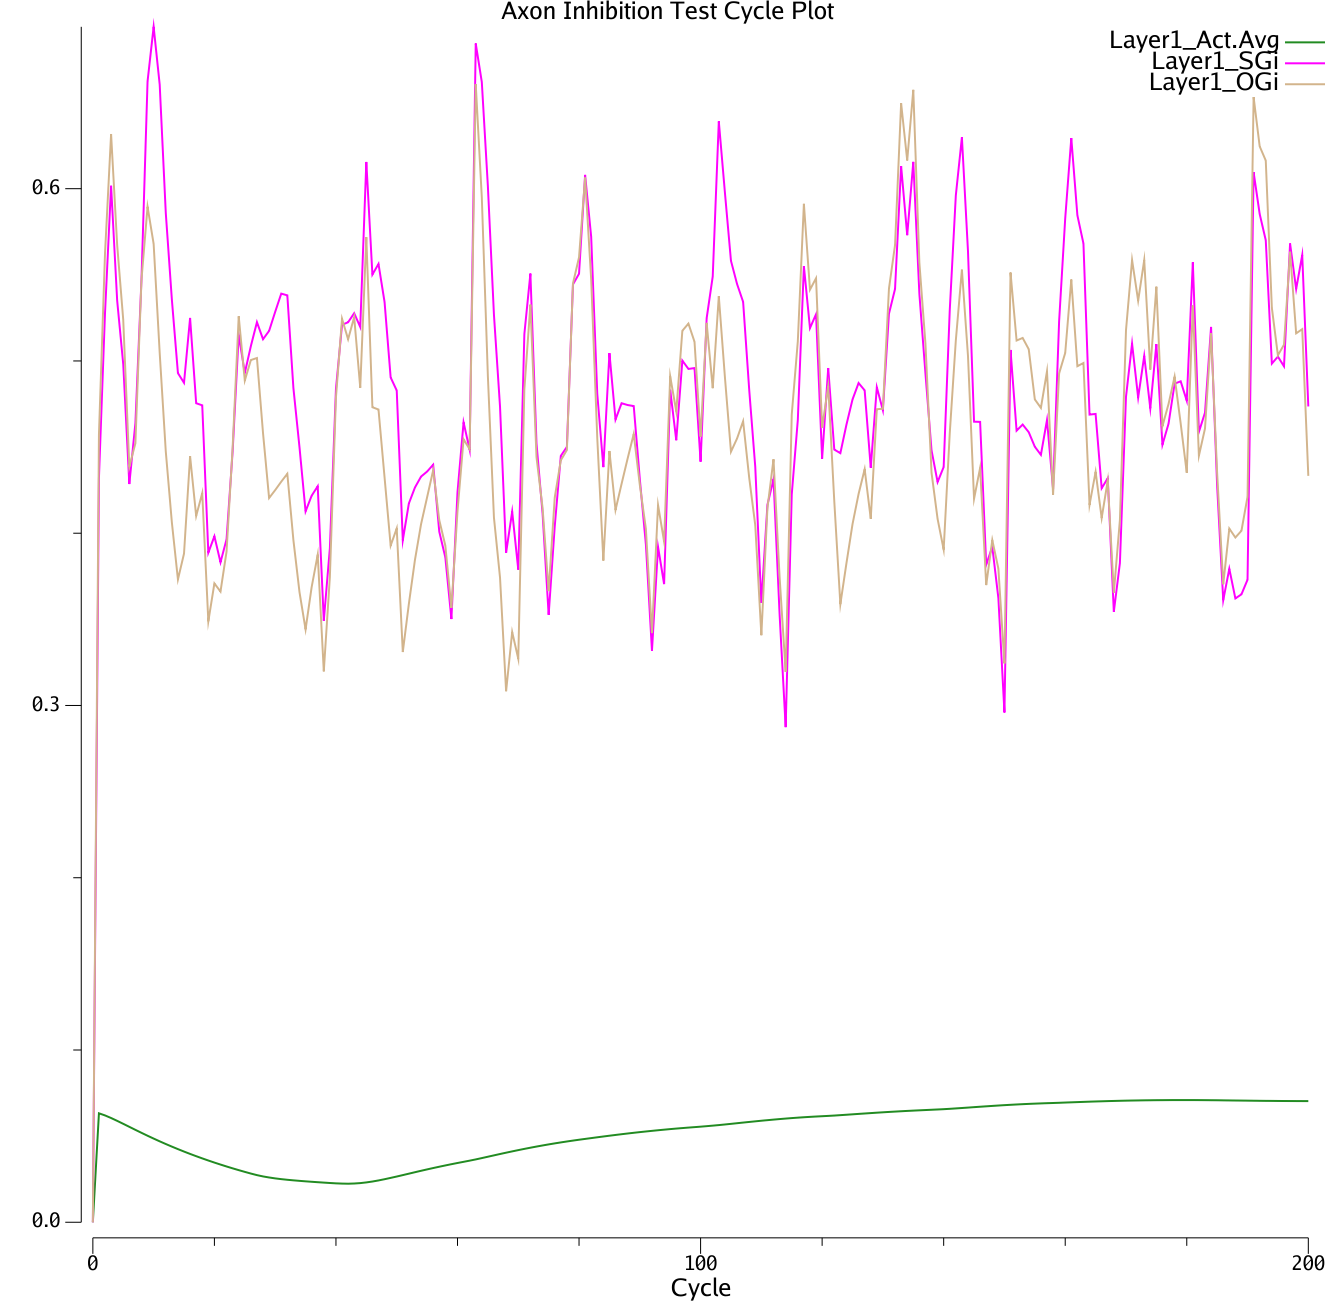 Axon Inhibition Test Cycle Plot
Layer1_Act.Avg
Layer1_SGi
Layer1_OGi
0.6
0.3
0.0
0 100 200
Cycle